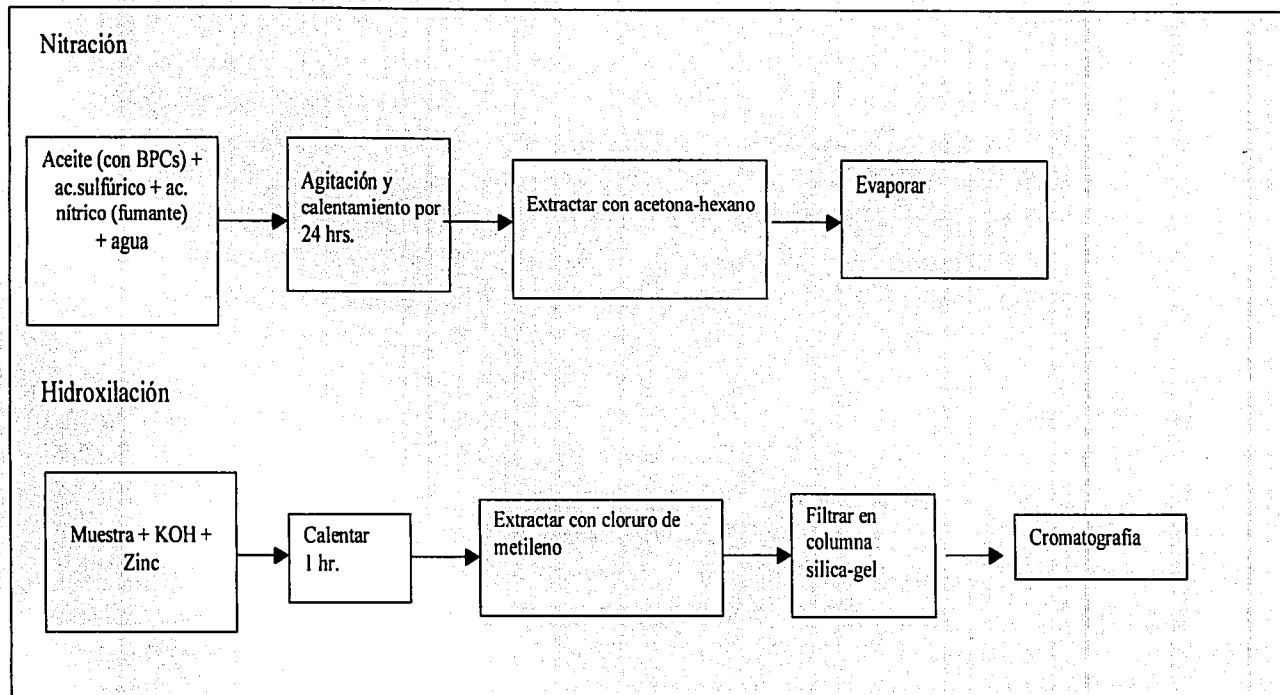 Nitración
Aceite (con BPCs) +
ac.sulfúrico + ac.
nítrico (fumante)
+ agua
Agitación y
calentamiento por
24 hrs.
Extractar con acetona-hexano
Evaporar
Hidroxilación
Muestra + KOH +
Zinc
Calentar
1 hr.
Extractar con cloruro de
metileno
Filtrar en
columna
silica-gel
Cromatografía